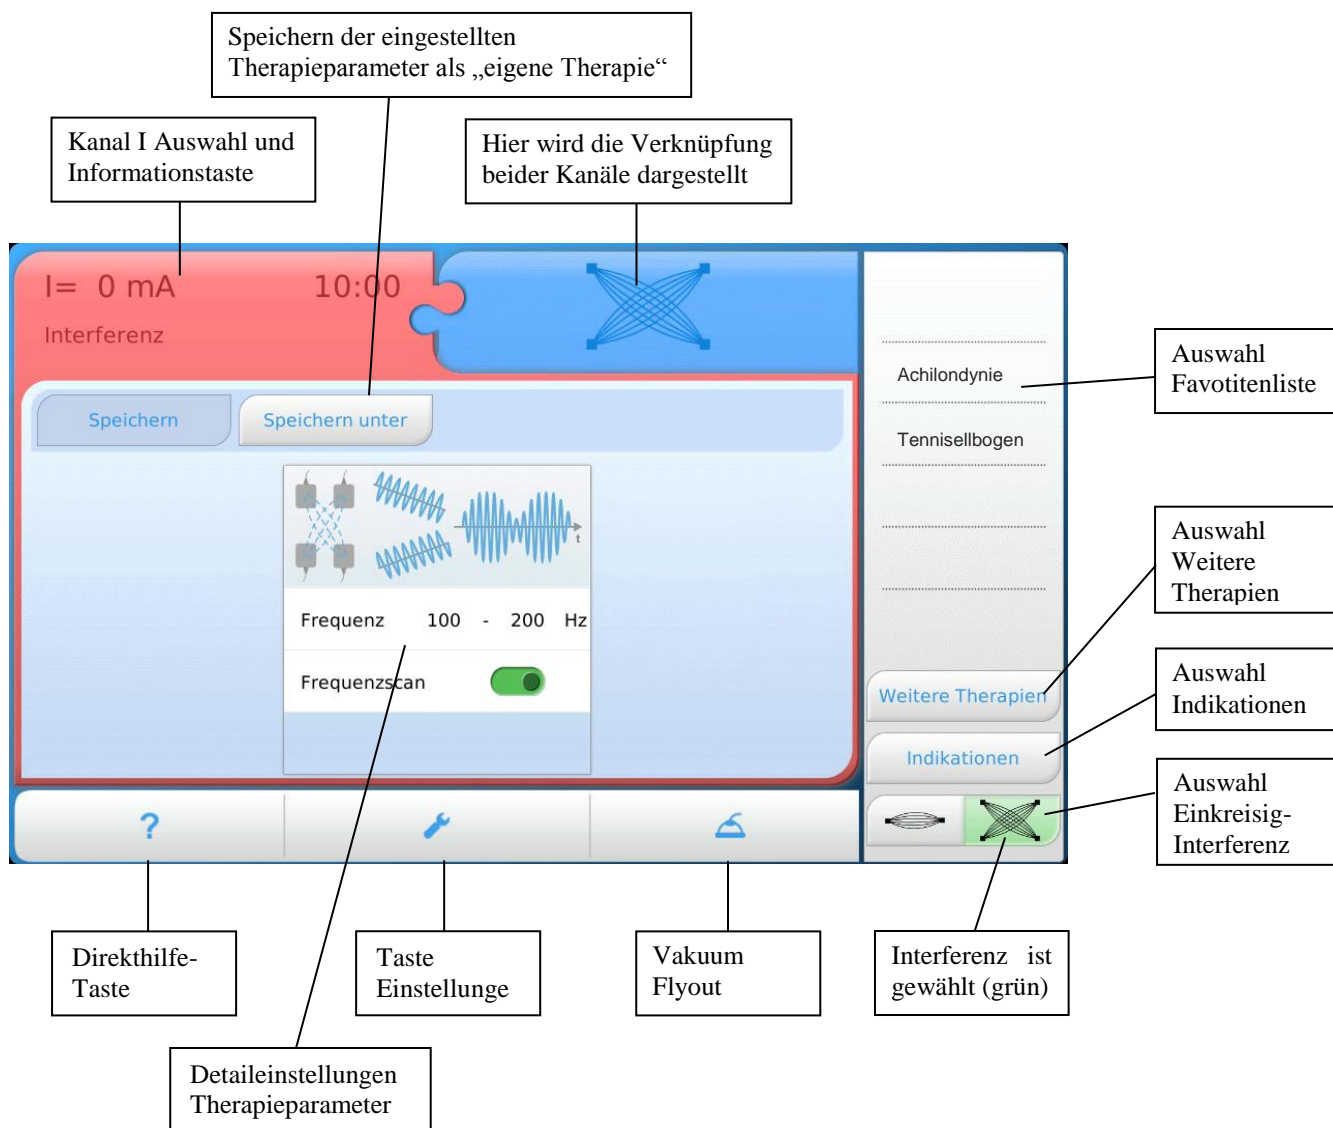 Speichern der eingestellten
Therapieparameter als „eigene Therapie“
Kanal I Auswahl und
Informationstaste
Hier wird die Verknüpfung
beider Kanäle dargestellt
I= 0 mA 10:00
Interferenz
Speichern
Speichern unter
t
Frequenz 100 - 200 Hz
Frequenzscan
Achilondynie
Tennisellbogen
Weitere Therapien
Indikationen
?
Auswahl
Favotitenliste
Auswahl
Weitere
Therapien
Auswahl
Indikationen
Auswahl
Einkreisig-
Interferenz
Direkthilfe-
Taste
Taste
Einstellunge
Vakuum
Flyout
Interferenz ist
gewählt (grün)
Detaileinstellungen
Therapieparameter